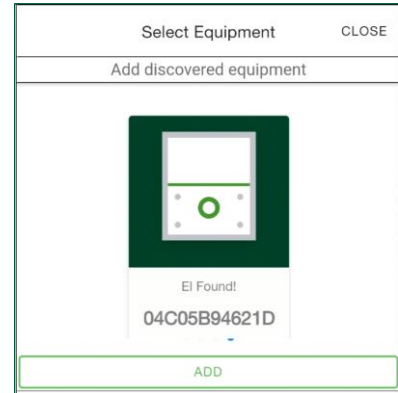 Select Equipment CLOSE
Add discovered equipment
EI Found!
04C05B94621D
ADD